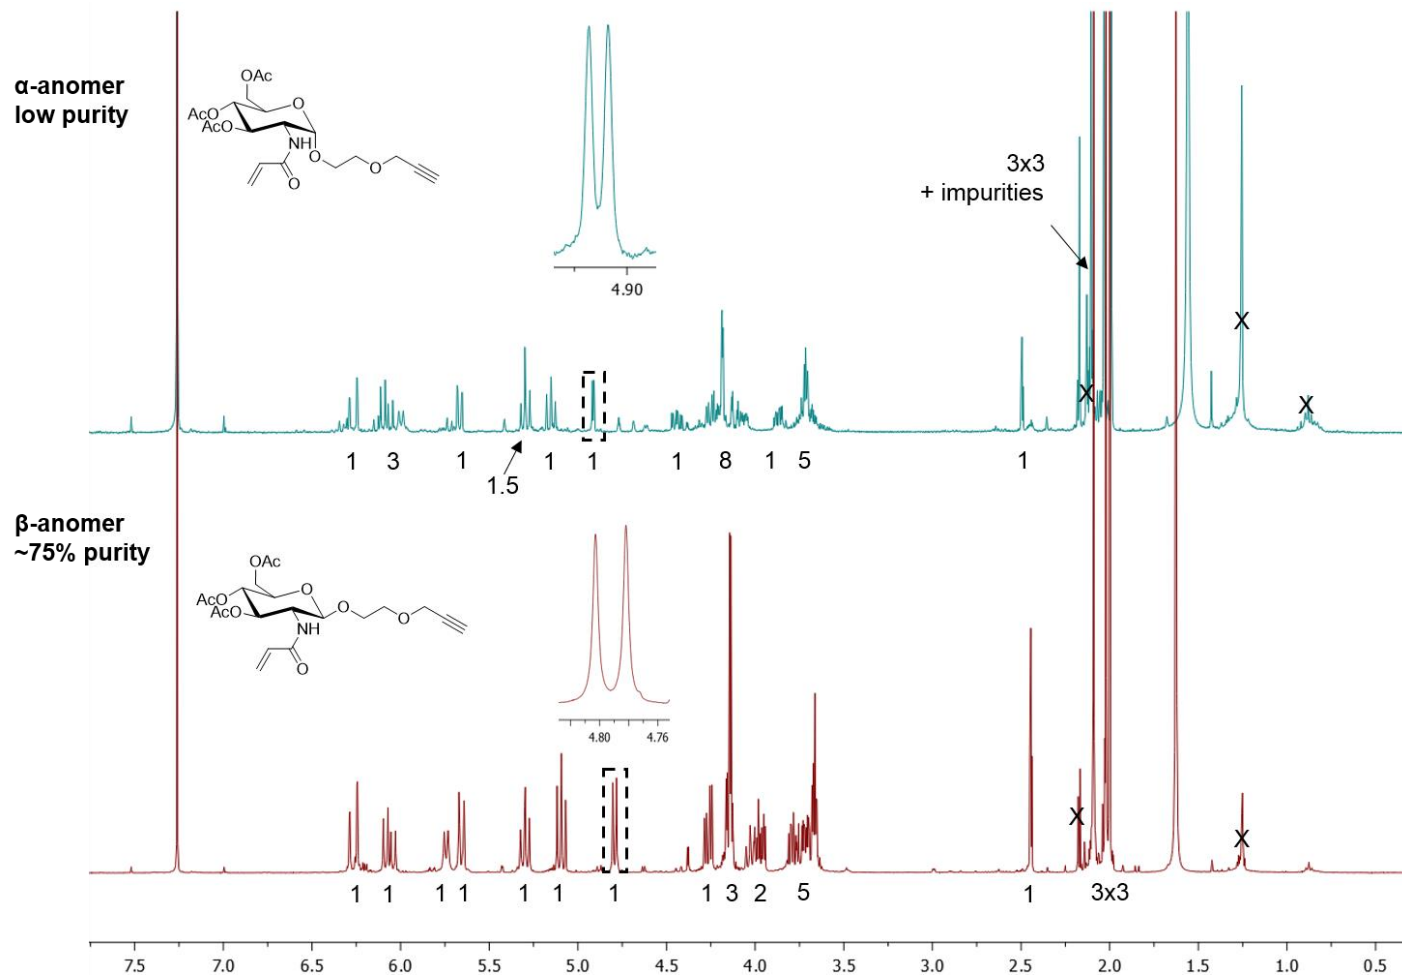 α-anomer
low purity
OAc
AcO
AcO
O
NH
O
O
O
3x3
+ impurities
X
X
X
4.90
1 3 1 1.5 1 1 1 8 1 5 1
β-anomer
~75% purity
OAc
AcO
AcO
O
O
O
NH
O
4.80 4.76
X
X
1 1 1 1 1 1 1 1 3 2 5 1 3x3
7.5 7.0 6.5 6.0 5.5 5.0 4.5 4.0 3.5 3.0 2.5 2.0 1.5 1.0 0.5